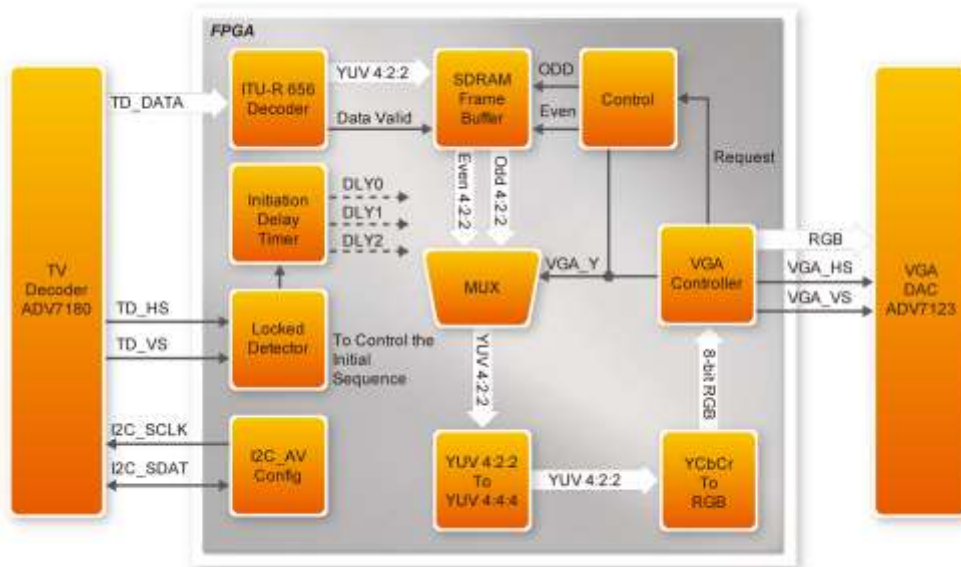 FPGA
TV
Decoder
ADV7180
TD_DATA
TD_HS
TD_VS
I2C_SCLK
I2C_SDAT
ITU-R 656
Decoder
YUV 4:2:2
Data Valid
SDRAM
Frame
Buffer
ODD
Even
Control
Request
Initiation
Delay
Timer
DLY0
DLY1
DLY2
Even 4:2:2
Odd 4:2:2
Locked
Detector
To Control the
Initial
Sequence
MUX
VGA_Y
VGA
Controller
RGB
VGA_HS
VGA_VS
VGA
DAC
ADV7123
YUV 4:2:2
8-bit RGB
I2C_AV
Config
YUV 4:2:2
To
YUV 4:4:4
YUV 4:2:2
YCbCr
To
RGB